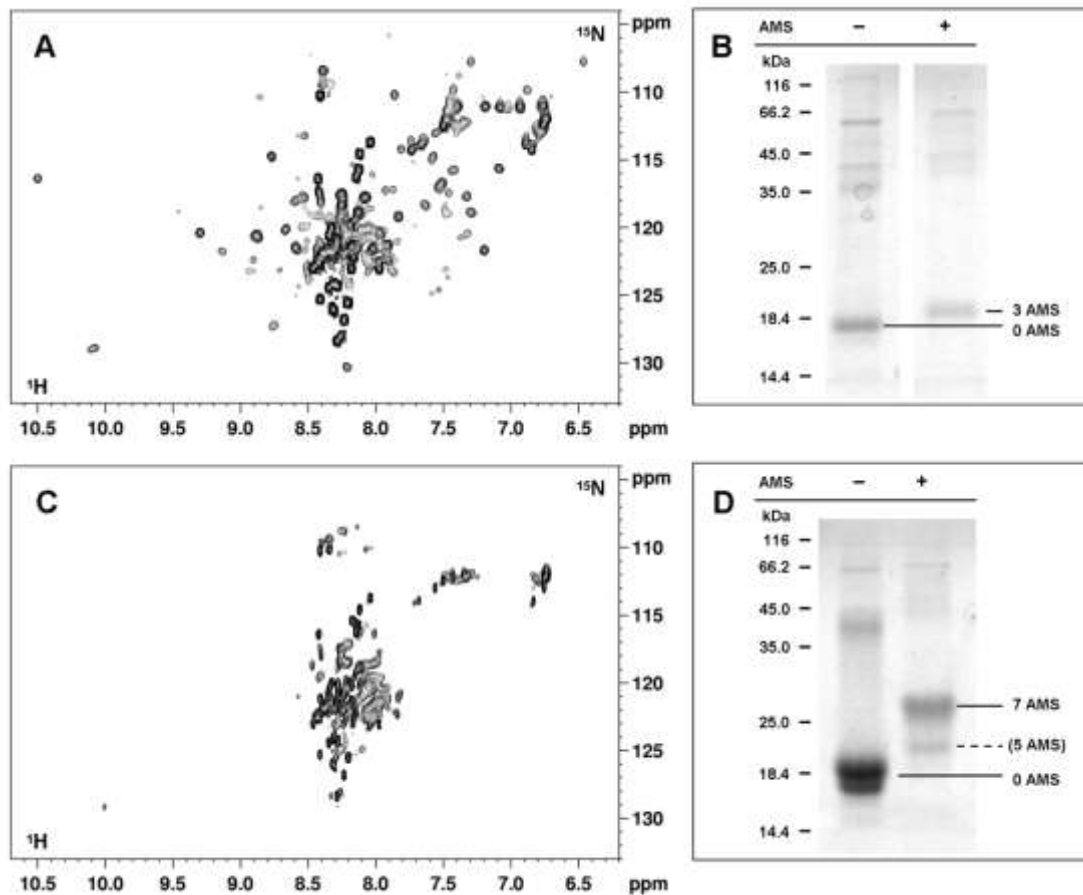 A
¹⁵N
ppm
110
115
120
125
130
¹H
10.5 10.0 9.5 9.0 8.5 8.0 7.5 7.0 6.5 ppm
B
AMS – +
kDa
116
66.2
45.0
35.0
25.0
18.4
14.4
3 AMS
0 AMS
C
¹⁵N
ppm
110
115
120
125
130
¹H
10.0 9.5 9.0 8.5 8.0 7.5 7.0 6.5 ppm
D
AMS – +
kDa
116
66.2
45.0
35.0
25.0
18.4
14.4
7 AMS
(5 AMS)
0 AMS